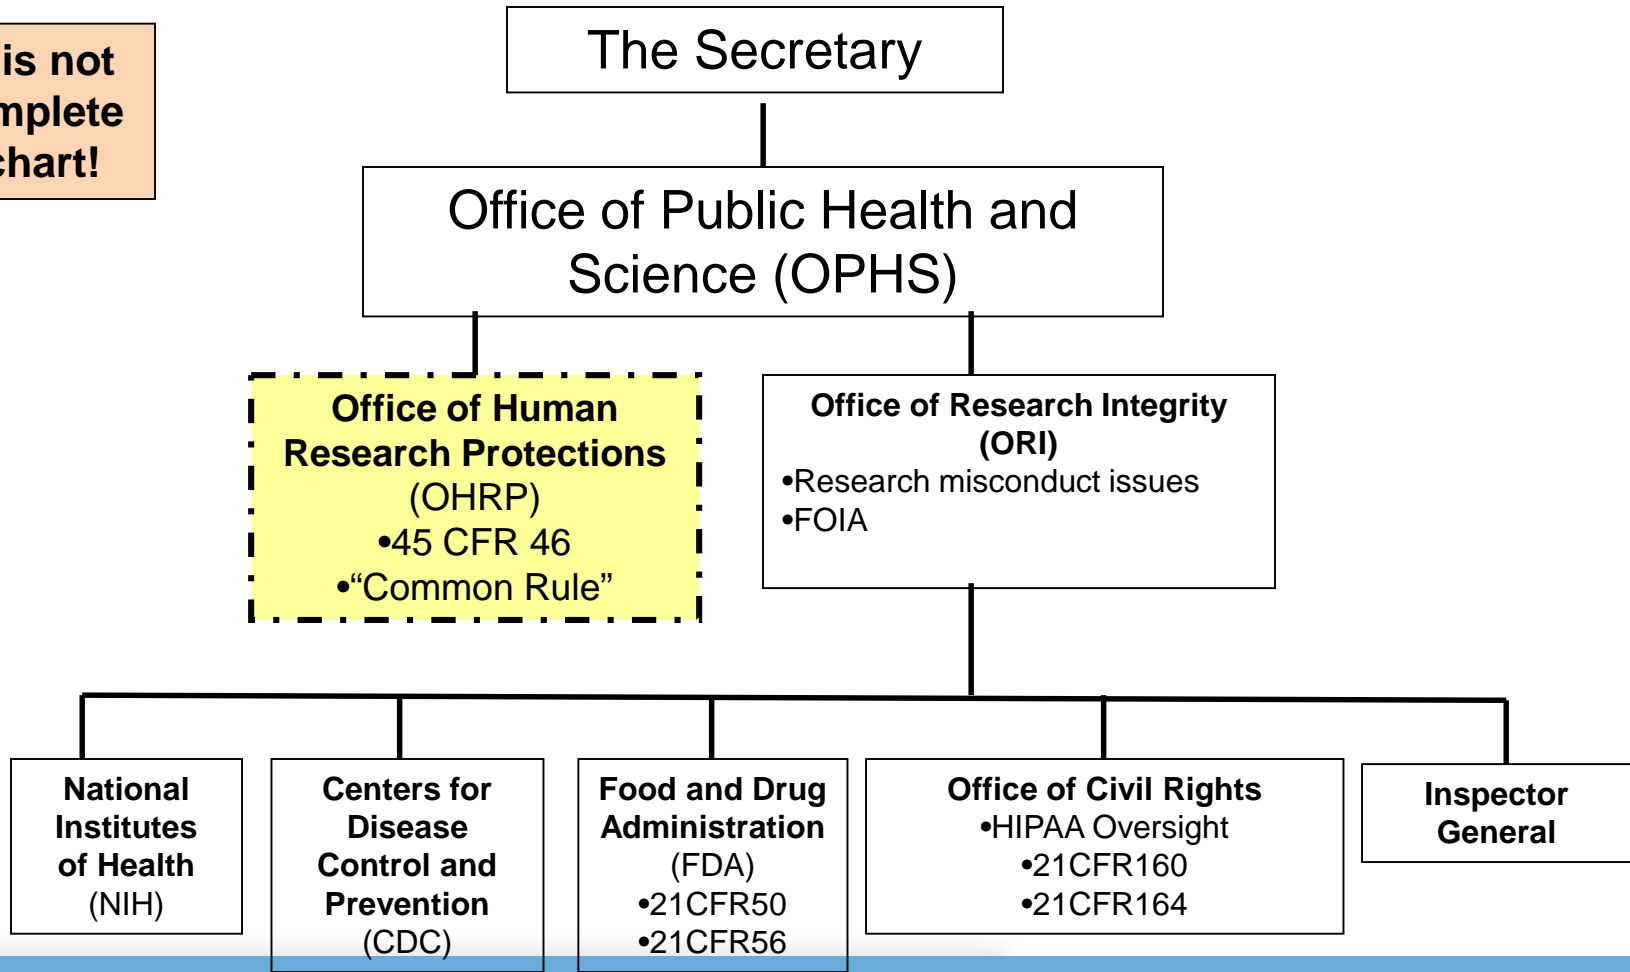 is not
mplete
chart!
The Secretary
Office of Public Health and
Science (OPHS)
Office of Human
Research Protections
(OHRP)
•45 CFR 46
•“Common Rule”
Office of Research Integrity
(ORI)
•Research misconduct issues
•FOIA
National
Institutes
of Health
(NIH)
Centers for
Disease
Control and
Prevention
(CDC)
Food and Drug
Administration
(FDA)
•21CFR50
•21CFR56
Office of Civil Rights
•HIPAA Oversight
•21CFR160
•21CFR164
Inspector
General